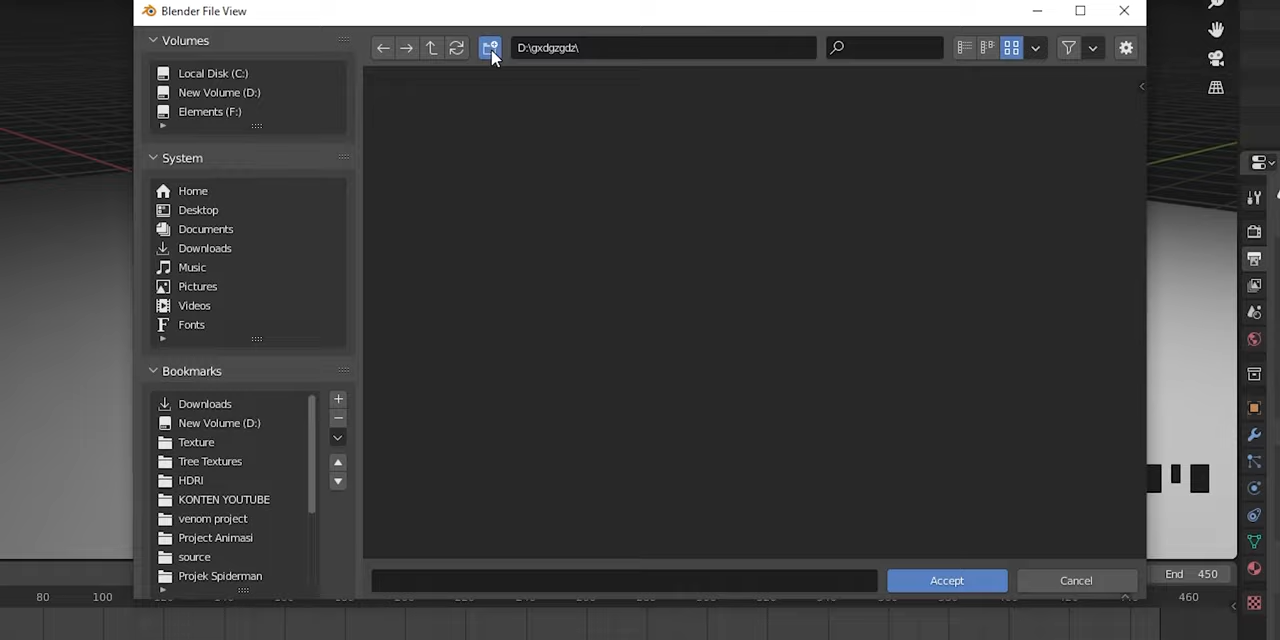 Blender File View
Volumes
D:\gxdgzgdz\
Local Disk (C:)
New Volume (D:)
Elements (F:)
System
Home
Desktop
Documents
Downloads
Music
Pictures
Videos
Fonts
Bookmarks
Downloads
New Volume (D:)
Texture
Tree Textures
HDRI
KONTEN YOUTUBE
venom project
Project Animasi
source
Projek Spiderman
Accept
Cancel
End 450
80 100 460